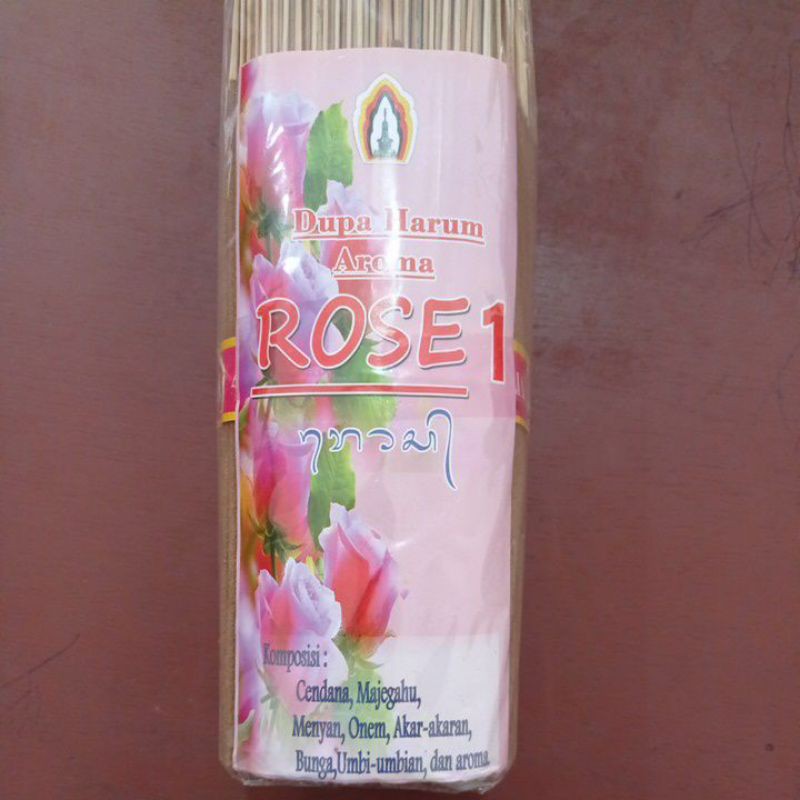 Dupa Harum
Aroma
ROSE 1
Komposisi :
Cendana, Majegahu,
Menyan, Onem, Akar-akaran,
Bunga,Umbi-umbian, dan aroma.